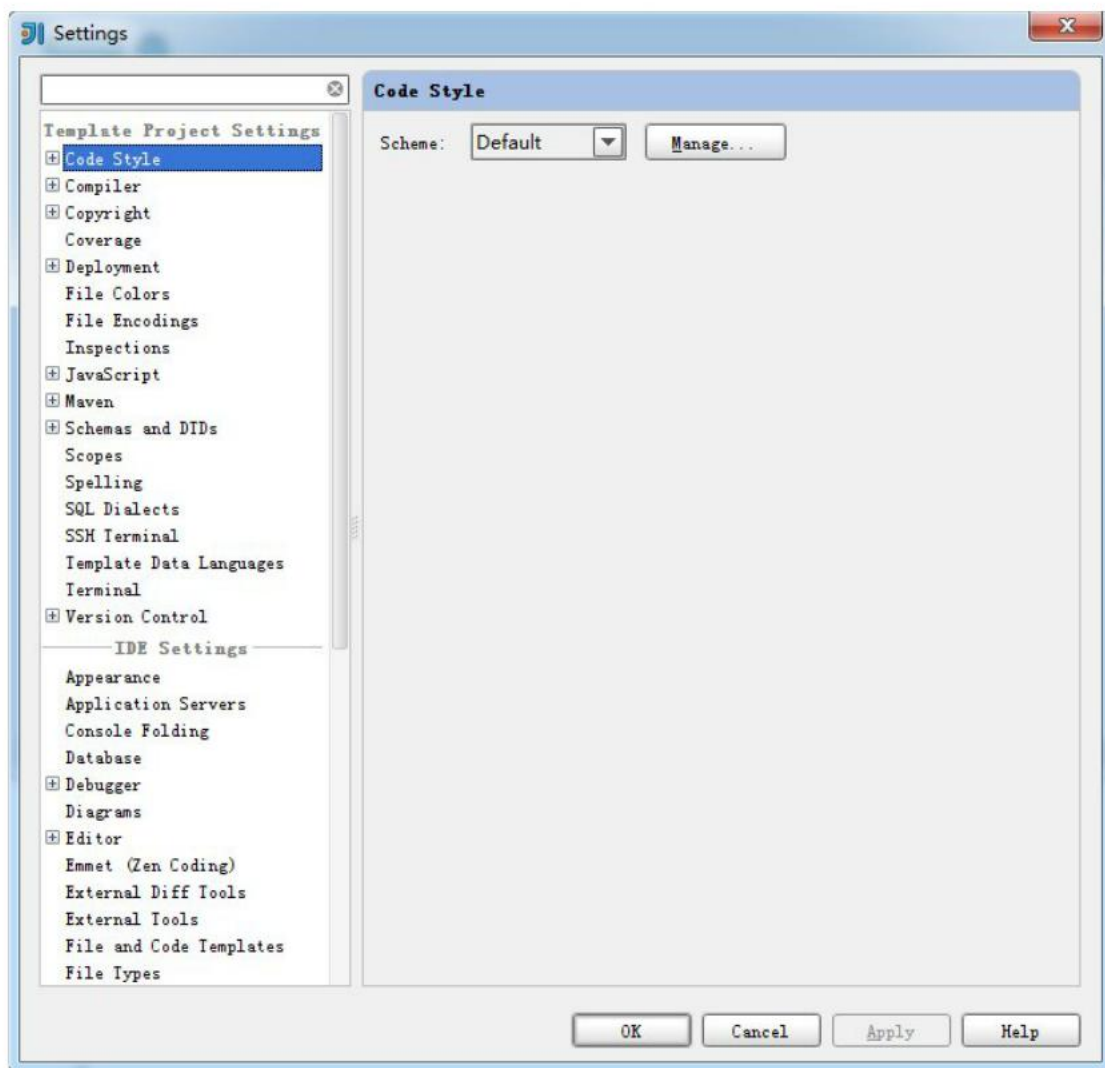 Settings
Code Style
Scheme: Default Manage...
Template Project Settings
Code Style
Compiler
Copyright
Coverage
Deployment
File Colors
File Encodings
Inspections
JavaScript
Maven
Schemas and DTDs
Scopes
Spelling
SQL Dialects
SSH Terminal
Template Data Languages
Terminal
Version Control
IDE Settings
Appearance
Application Servers
Console Folding
Database
Debugger
Diagrams
Editor
Emmet (Zen Coding)
External Diff Tools
External Tools
File and Code Templates
File Types
OK Cancel Apply Help